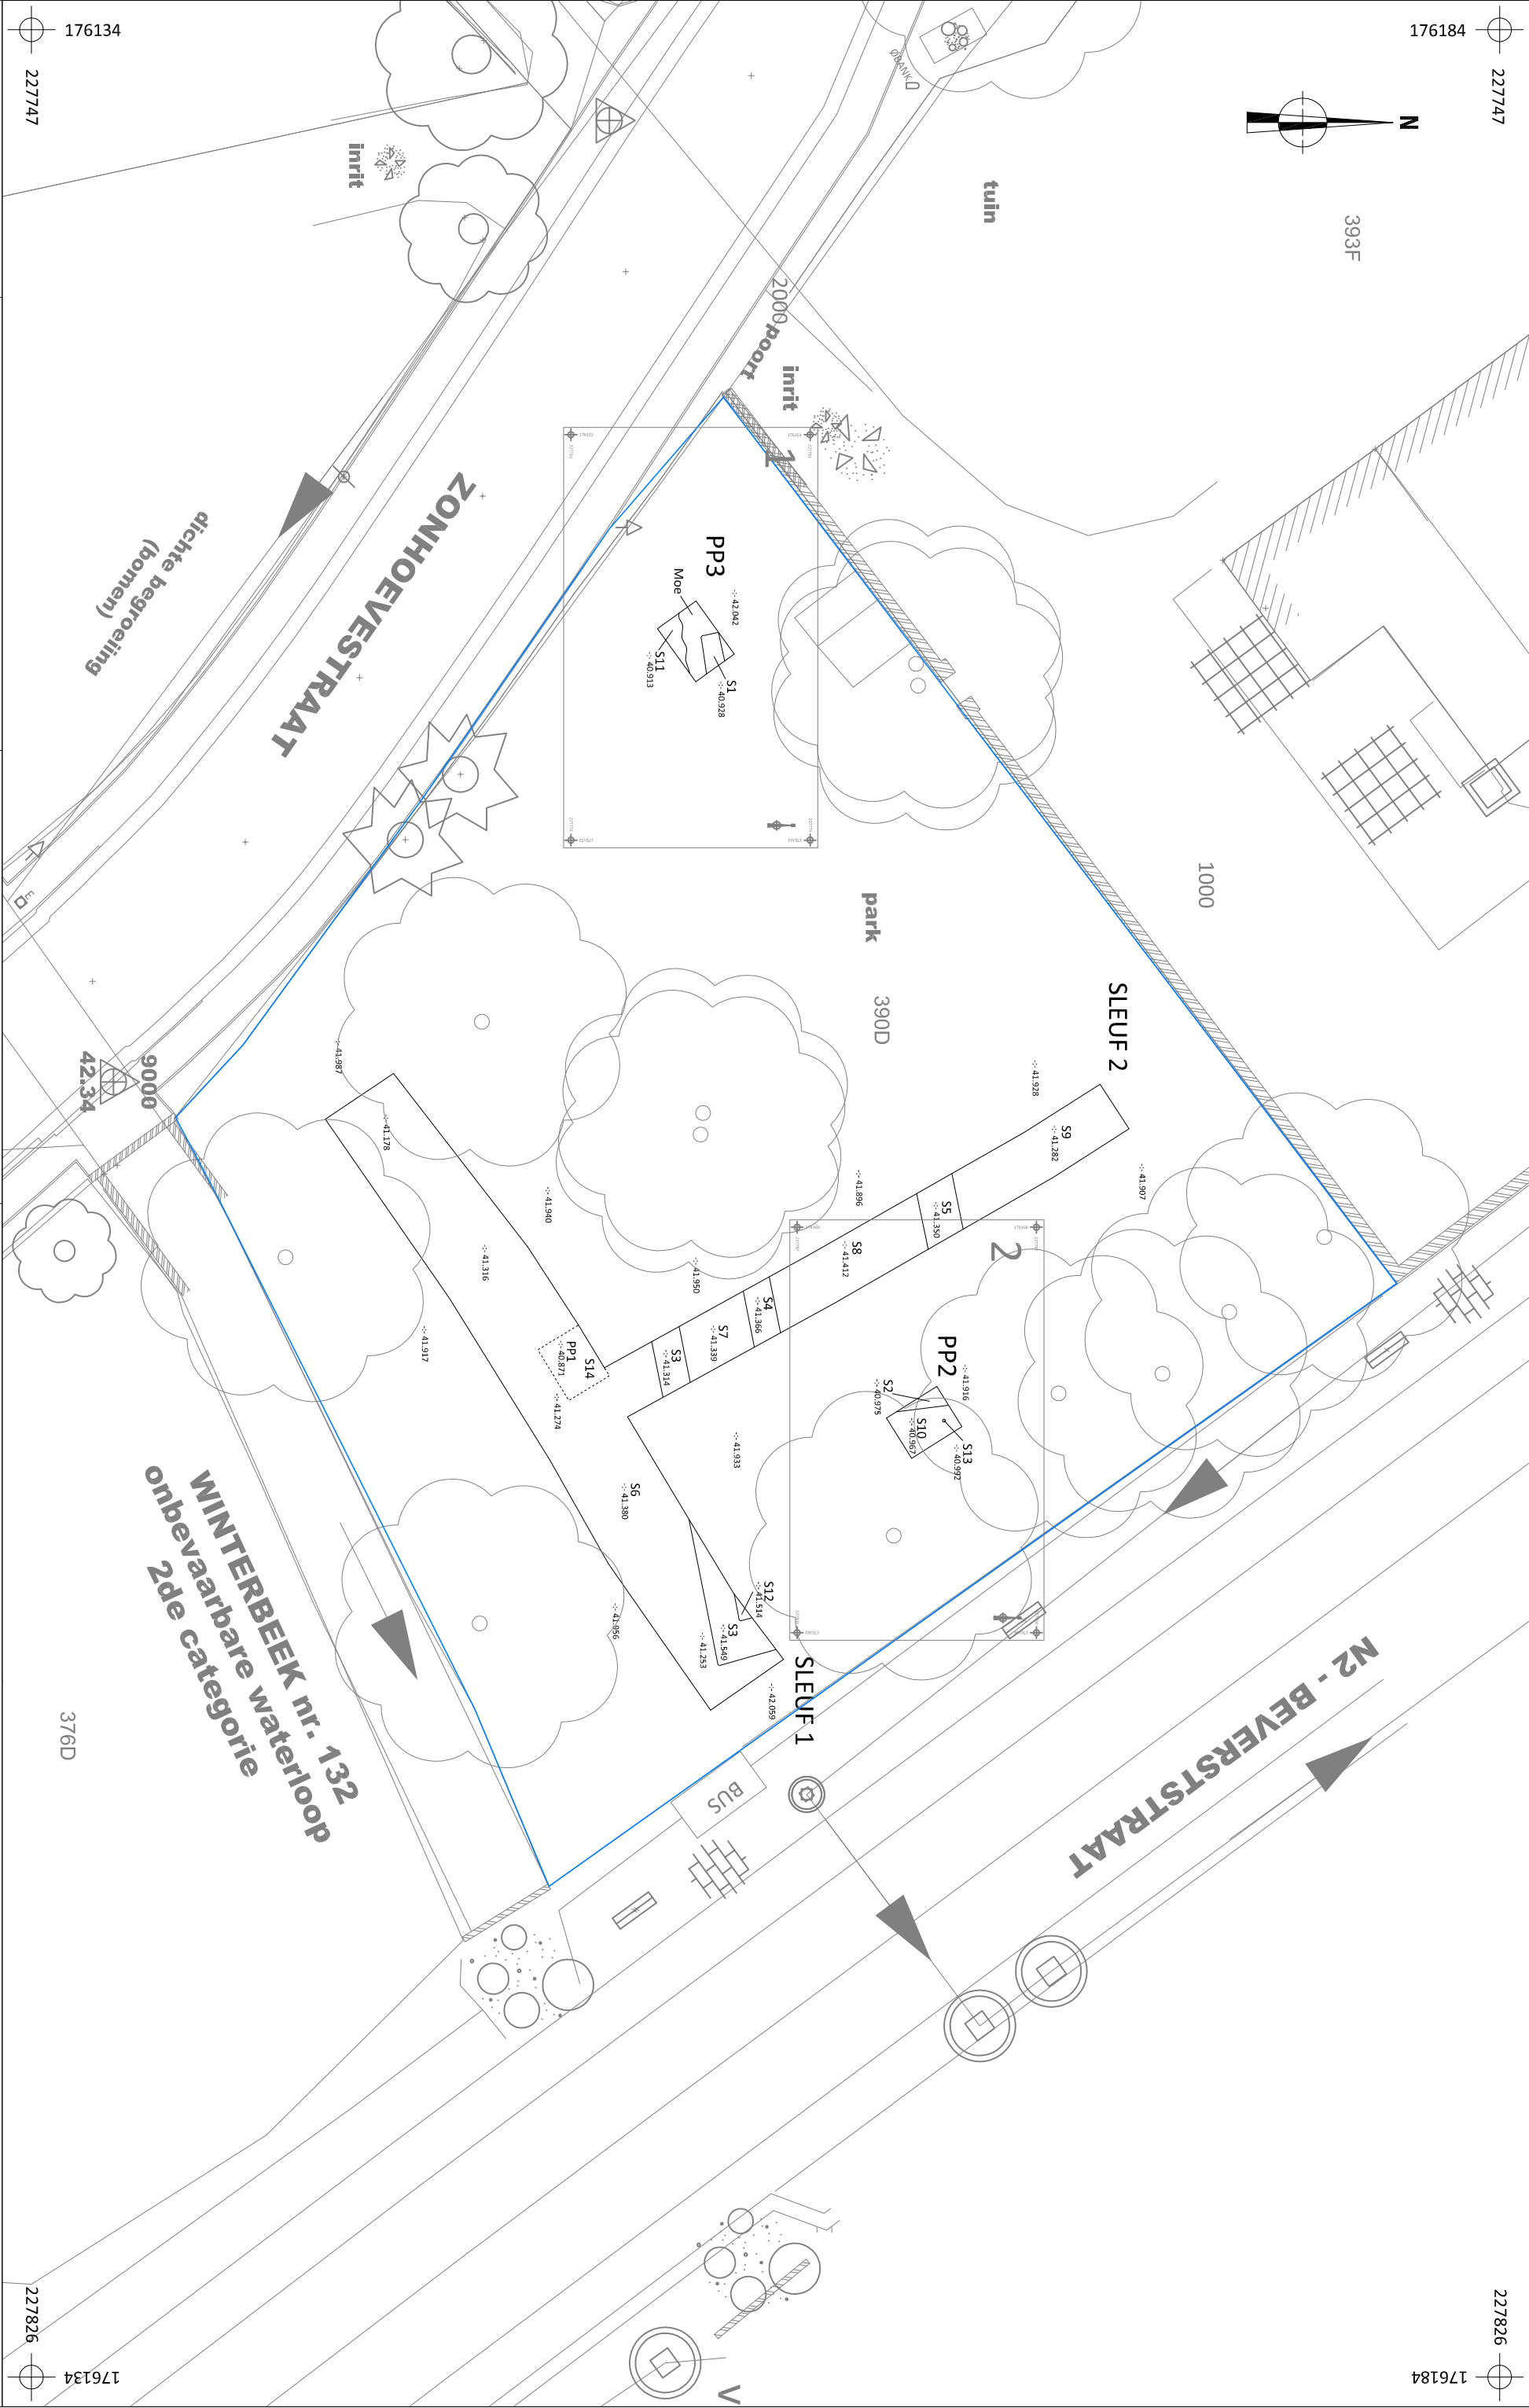 176134
227747
176184
227747
N
ØBANK
393F
tuin
inrit
2000
poort
inrit
1
176152
176161
ZONHOEVESTRAAT
dichte begroeiing
(bomen)
PP3
Moe
42.042
S11
40.913
S1
40.928
1000
park
390D
SLEUF 2
41.928
41.987
9000
42.34
E
41.178
S9
41.282
41.907
41.896
41.940
S5
41.350
S8
41.412
2
41.316
41.950
S4
41.366
S7
41.339
S3
41.314
41.917
PP1
40.871
S14
41.274
PP2
41.916
S2
40.975
S10
40.967
S13
40.992
41.933
S6
41.380
S12
41.514
S3
41.549
41.253
41.956
42.059
SLEUF 1
BUS
N2 - BEVERSTSTRAAT
WINTERBEEK nr. 132
onbevaarbare waterloop
2de categorie
376D
V
227826
176134
227826
176184